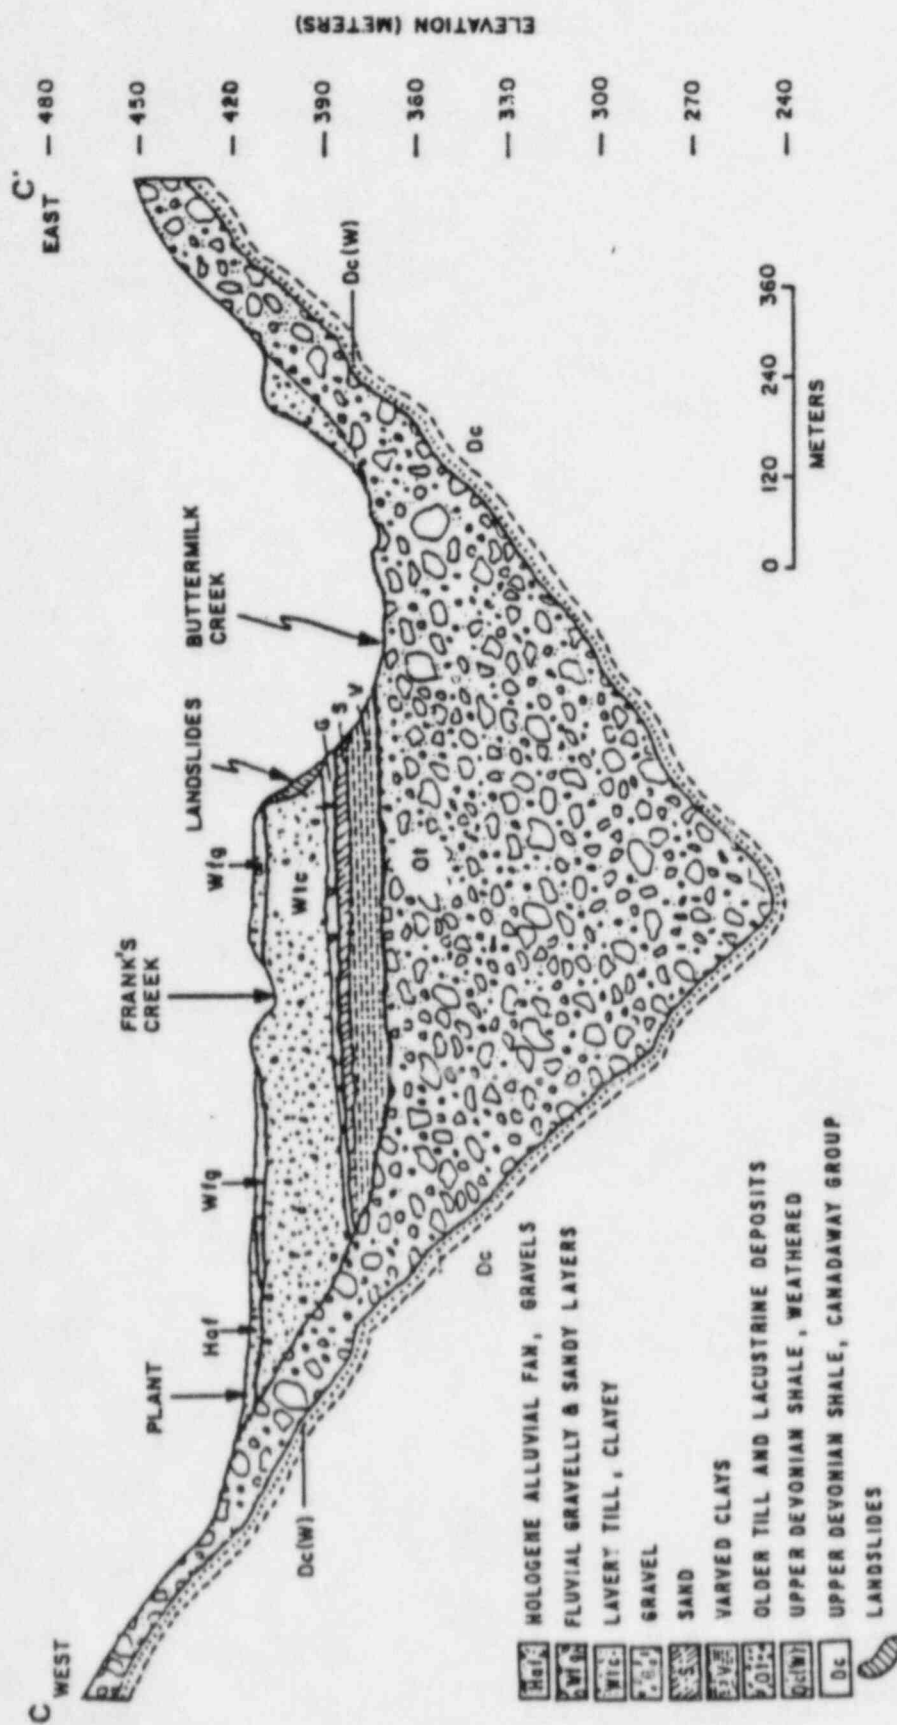 C
WEST
C'
EAST
PLANT
Haf
Wfg
FRANK'S
CREEK
Wfg
LANDSLIDES
BUTTERMILK
CREEK
Wtc
G
S
V
Ot
Dc(W)
Dc(W)
Dc
Dc
— 480
— 450
— 420
— 390
— 360
— 330
— 300
— 270
— 240
ELEVATION (METERS)
0 120 240 360
METERS
Haf HOLOGENE ALLUVIAL FAN, GRAVELS
Wfg FLUVIAL GRAVELLY & SANDY LAYERS
Wtc LAVERY TILL, CLAYEY
G GRAVEL
S SAND
V VARVED CLAYS
Ot OLDER TILL AND LACUSTRINE DEPOSITS
Dc(W) UPPER DEVONIAN SHALE, WEATHERED
Dc UPPER DEVONIAN SHALE, CANADAWAY GROUP
LANDSLIDES